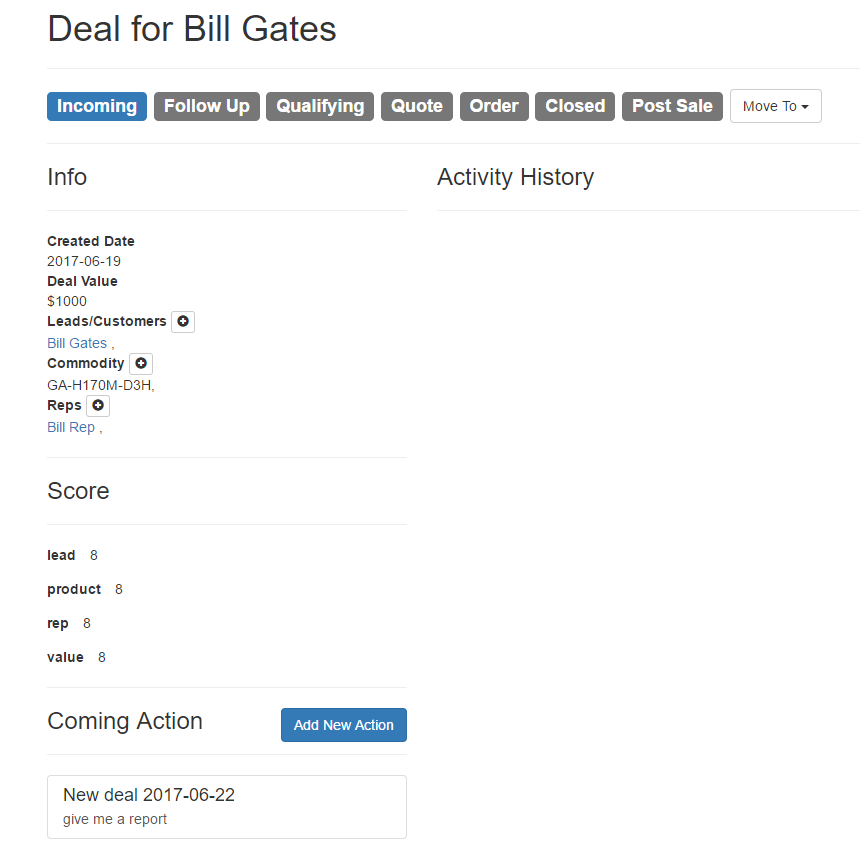 Deal for Bill Gates
Incoming Follow Up Qualifying Quote Order Closed Post Sale Move To
Info
Created Date
2017-06-19
Deal Value
$1000
Leads/Customers
Bill Gates ,
Commodity
GA-H170M-D3H,
Reps
Bill Rep ,
Score
lead 8
product 8
rep 8
value 8
Coming Action Add New Action
New deal 2017-06-22
give me a report
Activity History